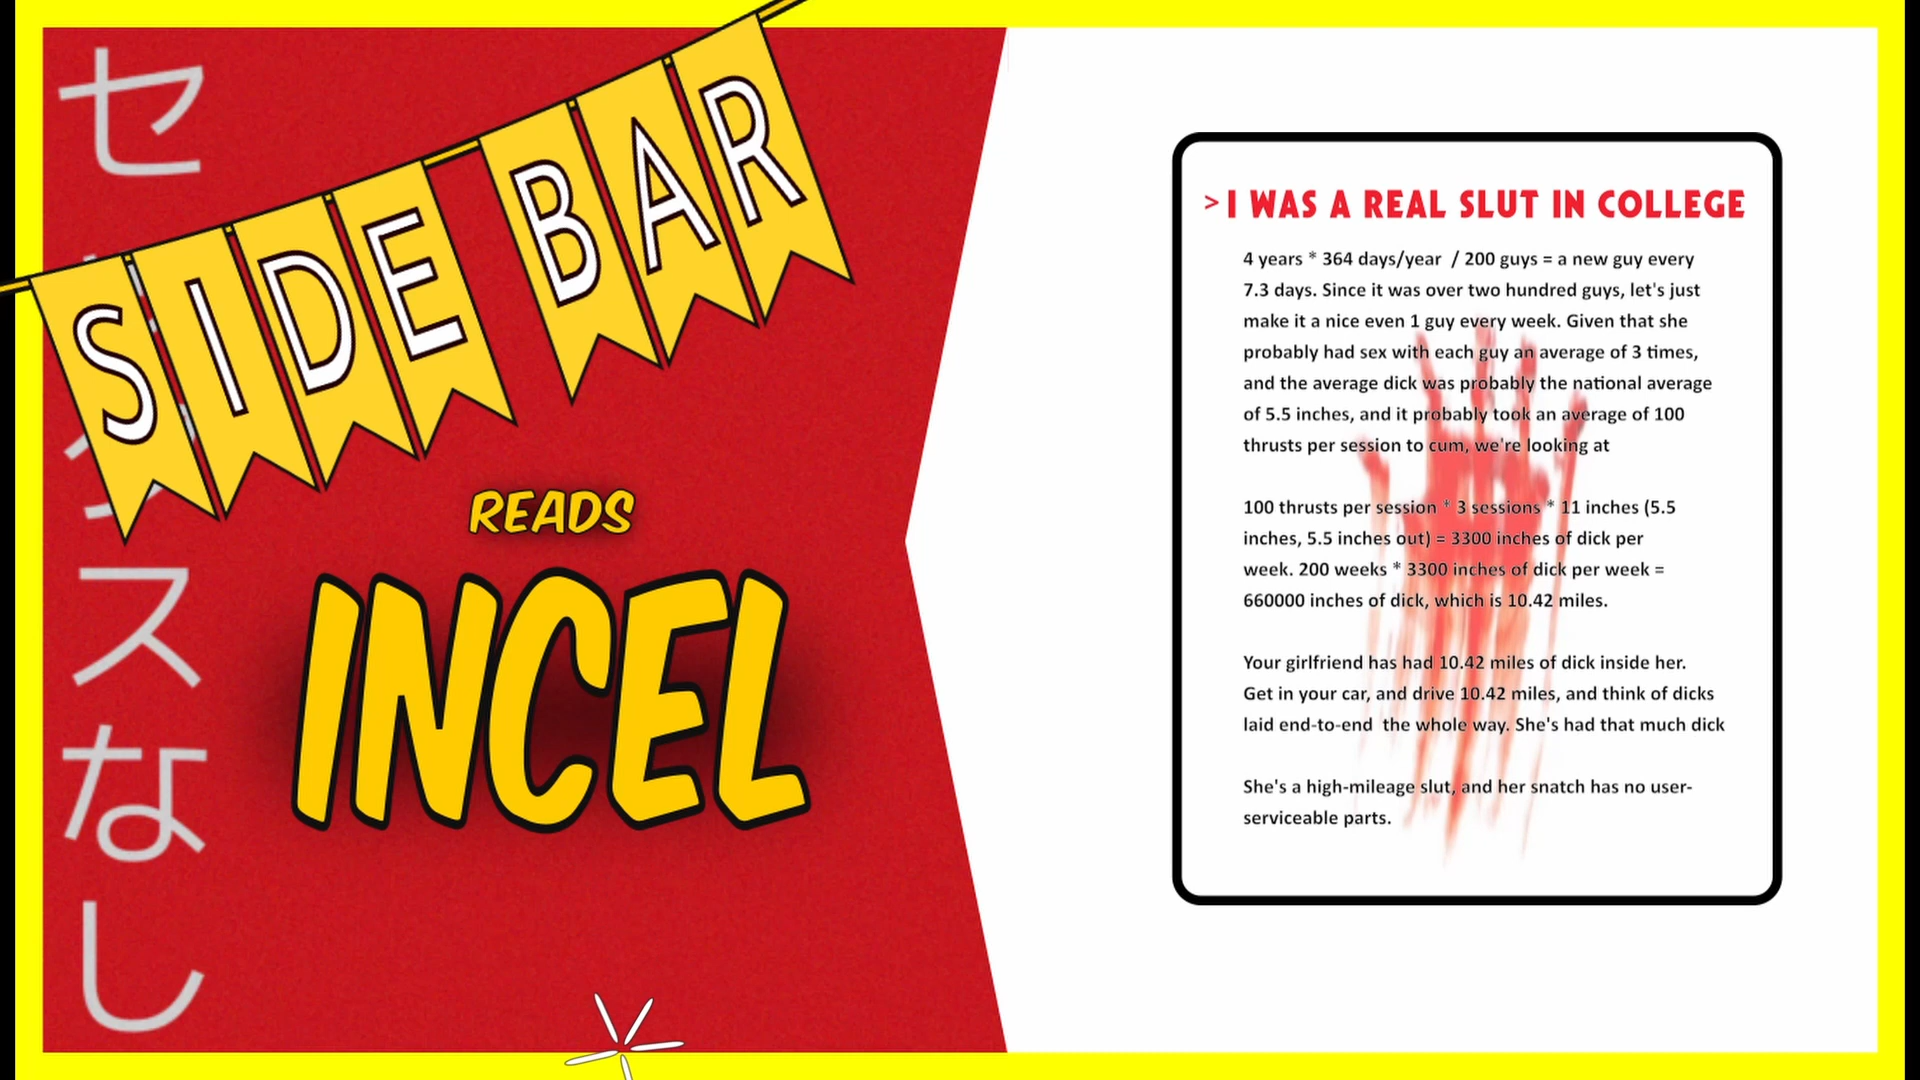 セ
ス
なし
SIDE BAR
READS
INCEL
>I WAS A REAL SLUT IN COLLEGE
4 years * 364 days/year / 200 guys = a new guy every
7.3 days. Since it was over two hundred guys, let's just
make it a nice even 1 guy every week. Given that she
probably had sex with each guy an average of 3 times,
and the average dick was probably the national average
of 5.5 inches, and it probably took an average of 100
thrusts per session to cum, we're looking at
100 thrusts per session * 3 sessions * 11 inches (5.5
inches, 5.5 inches out) = 3300 inches of dick per
week. 200 weeks * 3300 inches of dick per week =
660000 inches of dick, which is 10.42 miles.
Your girlfriend has had 10.42 miles of dick inside her.
Get in your car, and drive 10.42 miles, and think of dicks
laid end-to-end the whole way. She's had that much dick
She's a high-mileage slut, and her snatch has no user-
serviceable parts.